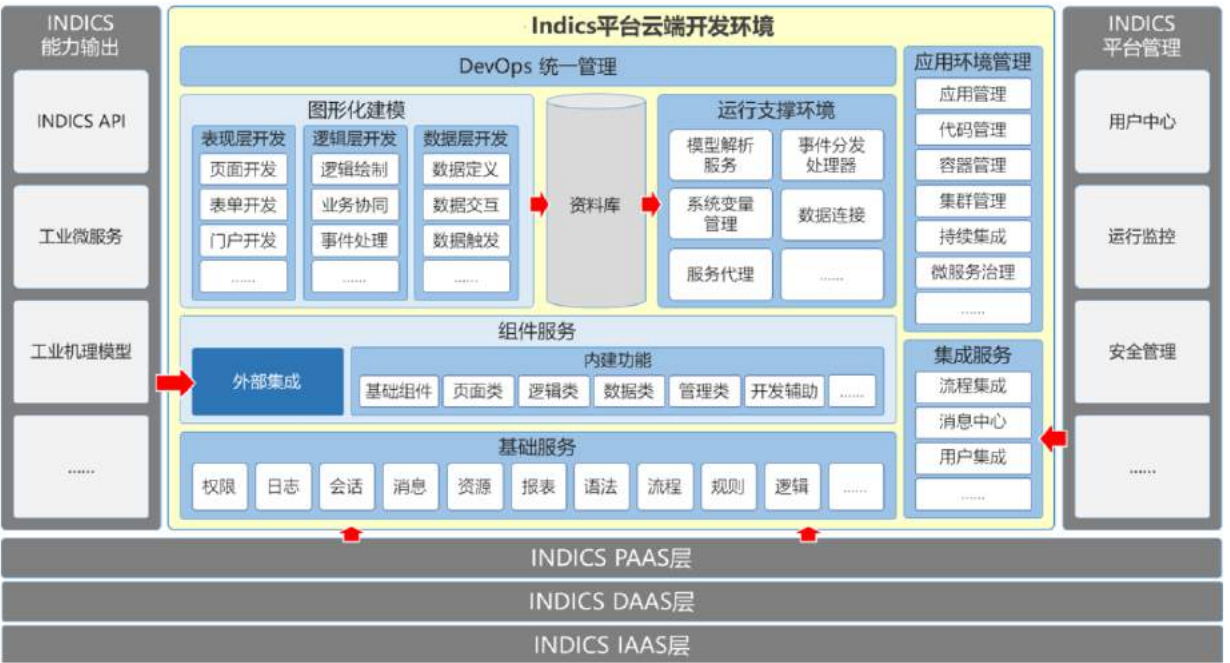 INDICS
能力输出
INDICS API
工业微服务
工业机理模型
......
Indics平台云端开发环境
DevOps 统一管理
图形化建模
表现层开发
页面开发
表单开发
门户开发
......
逻辑层开发
逻辑绘制
业务协同
事件处理
......
数据层开发
数据定义
数据交互
数据触发
......
资料库
运行支撑环境
模型解析
服务
事件分发
处理器
系统变量
管理
数据连接
服务代理
......
组件服务
外部集成
内建功能
基础组件
页面类
逻辑类
数据类
管理类
开发辅助
......
基础服务
权限
日志
会话
消息
资源
报表
语法
流程
规则
逻辑
......
应用环境管理
应用管理
代码管理
容器管理
集群管理
持续集成
微服务治理
......
集成服务
流程集成
消息中心
用户集成
......
INDICS
平台管理
用户中心
运行监控
安全管理
......
INDICS PAAS层
INDICS DAAS层
INDICS IAAS层